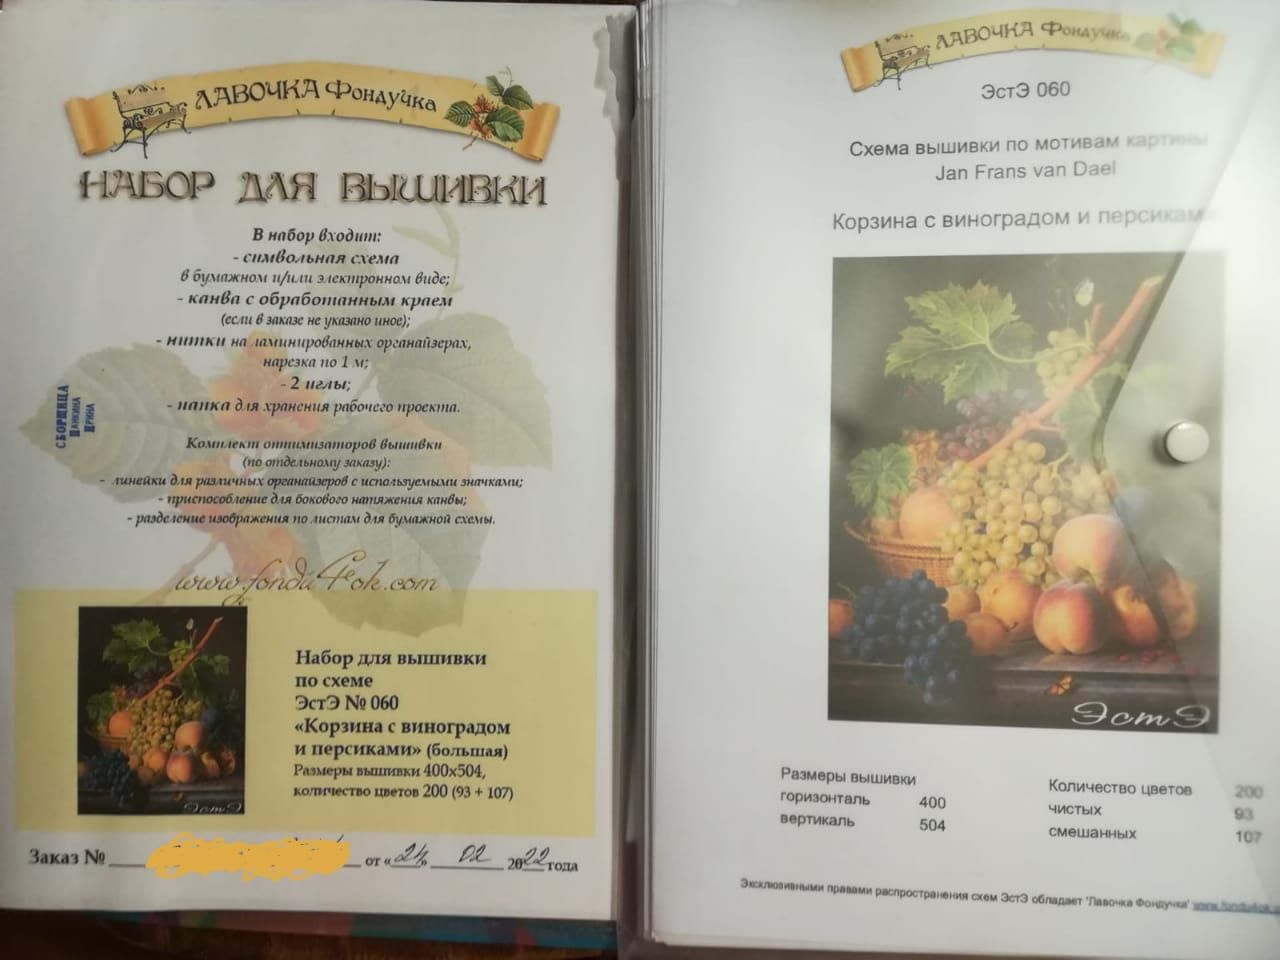 ЛАВОЧКА Фондучка
НАБОР ДЛЯ ВЫШИВКИ
В набор входит:
- символьная схема
в бумажном и/или электронном виде;
- канва с обработанным краем
(если в заказе не указано иное);
- нитки на ламинированных органайзерах,
нарезка по 1 м;
- 2 иглы;
- папка для хранения рабочего проекта.
СБОРЩИЦА
ПАНКИНА
ИРИНА
Комплект оптимизаторов вышивки
(по отдельному заказу):
- линейки для различных органайзеров с используемыми значками;
- приспособление для бокового натяжения канвы;
- разделение изображения по листам для бумажной схемы.
www.fondu4ok.com
ЭстЭ
Набор для вышивки
по схеме
ЭстЭ № 060
«Корзина с виноградом
и персиками» (большая)
Размеры вышивки 400х504,
количество цветов 200 (93 + 107)
Заказ № от «24» 02 2022 года
ЛАВОЧКА Фондучка
ЭстЭ 060
Схема вышивки по мотивам картины
Jan Frans van Dael
Корзина с виноградом и персиками
ЭстЭ
Размеры вышивки
горизонталь 400
вертикаль 504
Количество цветов 200
чистых 93
смешанных 107
Эксклюзивными правами распространения схем ЭстЭ обладает 'Лавочка Фондучка'